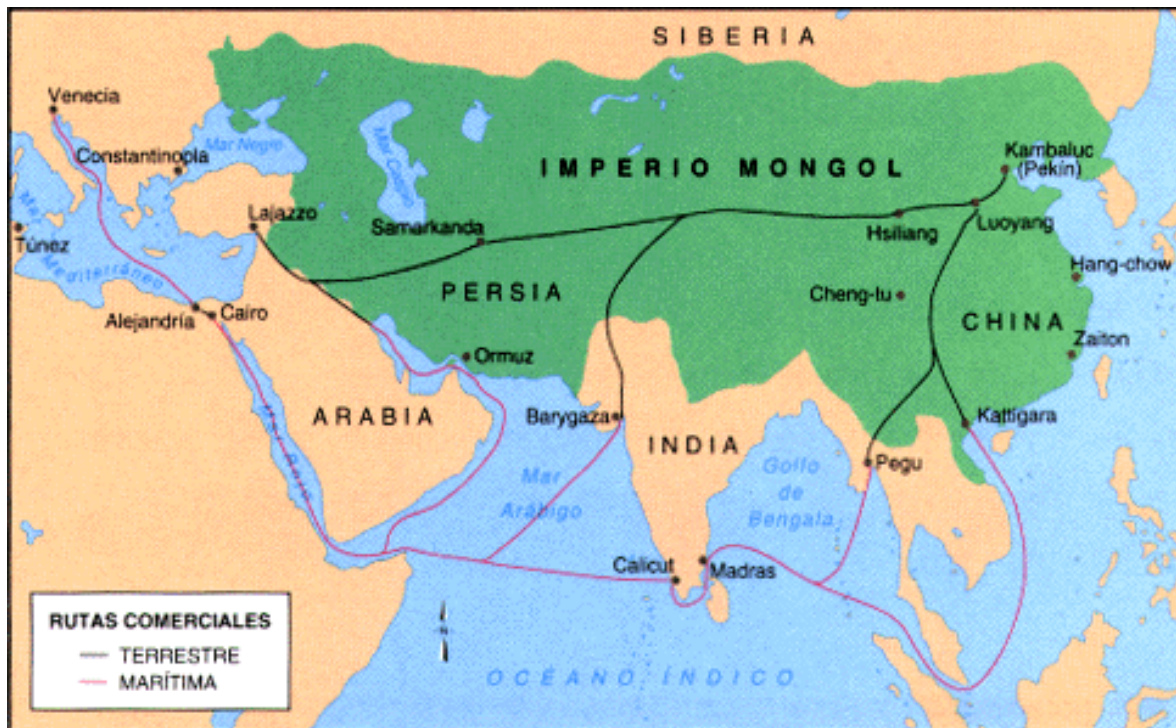 SIBERIA
Venecia
Mar Negro
Constantinopla
Mar Caspio
IMPERIO MONGOL
Kambaluc
(Pekín)
Lajazzo
Samarkanda
Hsiliang
Luoyang
Túnez
Mar
Mediterráneo
Hang-chow
PERSIA
Cheng-tu
CHINA
Alejandría
Cairo
Zaiton
Ormuz
ARABIA
Barygaza
INDIA
Kattigara
Pegu
Mar Rojo
Mar
Arábigo
Golfo
de
Bengala
Calicut
Madras
RUTAS COMERCIALES
TERRESTRE
MARÍTIMA
N
OCÉANO ÍNDICO